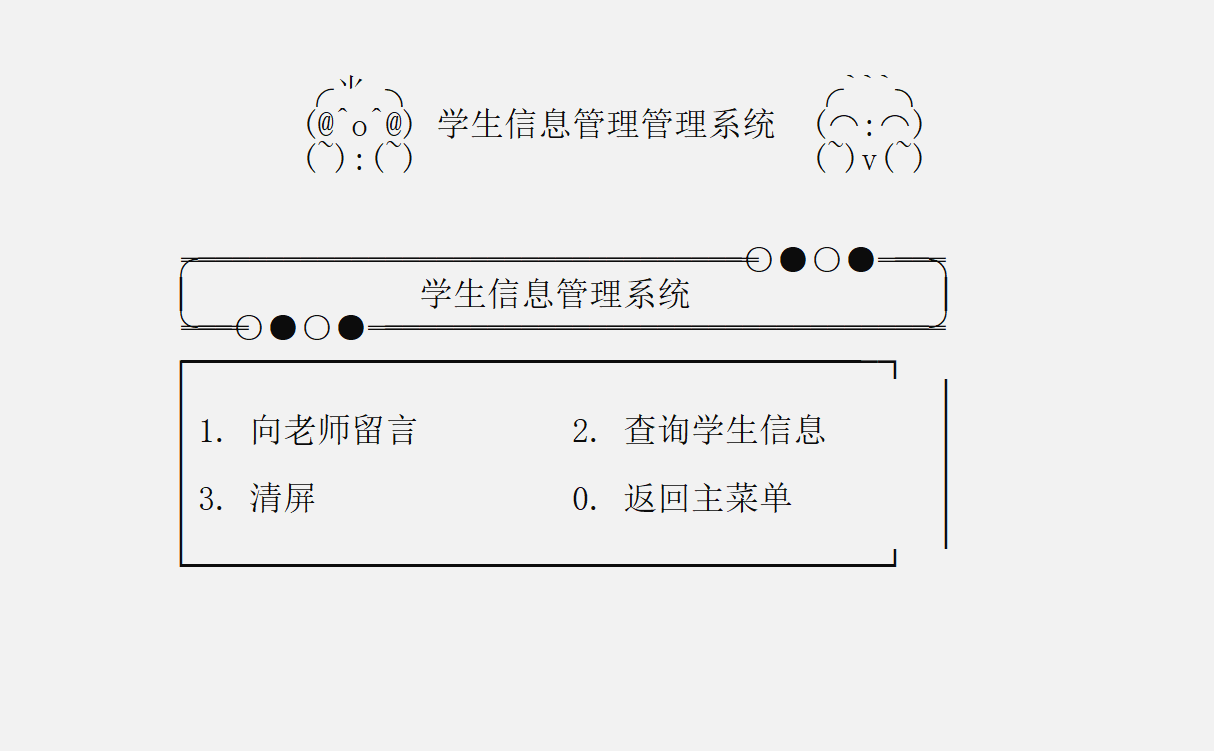 (@^o^@) 学生信息管理管理系统 (⌒:⌒)
(~):(~) (~)v(~)
学生信息管理系统
1. 向老师留言 2. 查询学生信息
3. 清屏 0. 返回主菜单